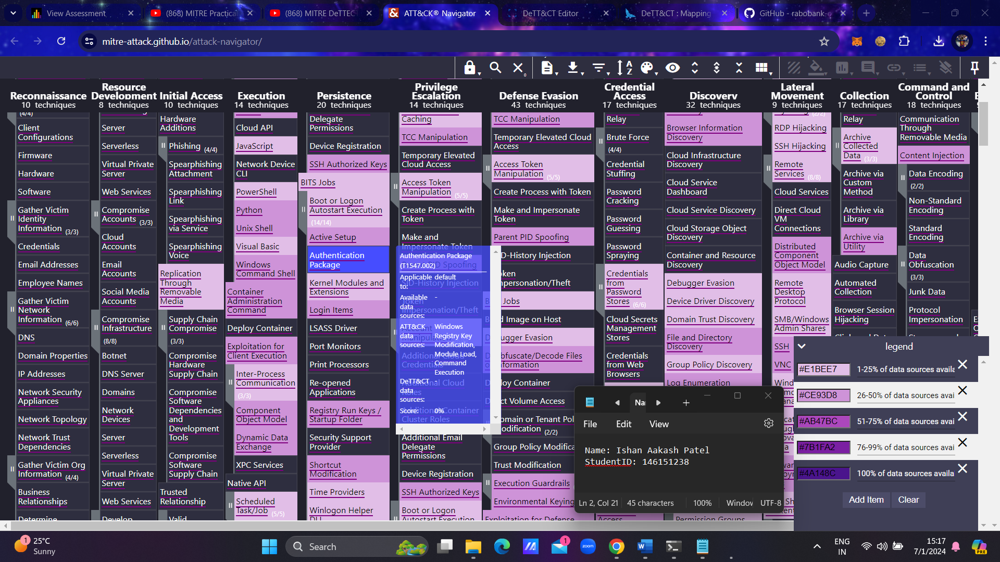 View Assessment
(868) MITRE Practica
(868) MITRE DeTTEC
ATT&CK® Navigator
DeTT&CT Editor
DeTT&CT : Mapping
GitHub - rabobank-
mitre-attack.github.io/attack-navigator/
Reconnaissance
10 techniques
(4/4)
Client
Configurations
Firmware
Hardware
Software
Gather Victim
Identity
Information (3/3)
Credentials
Email Addresses
Employee Names
Gather Victim
Network
Information (6/6)
DNS
Domain Properties
IP Addresses
Network Security
Appliances
Network Topology
Network Trust
Dependencies
Gather Victim Org
Information (4/4)
Business
Relationships
Determine
Resource
Development
8 techniques
Server
Serverless
Virtual Private
Server
Web Services
Compromise
Accounts (3/3)
Cloud
Accounts
Email
Accounts
Social Media
Accounts
Compromise
Infrastructure
(8/8)
Botnet
DNS Server
Domains
Network
Devices
Server
Serverless
Virtual Private
Server
Web Services
Develop
Initial Access
10 techniques
Hardware
Additions
Phishing (4/4)
Spearphishing
Attachment
Spearphishing
Link
Spearphishing
via Service
Spearphishing
Voice
Replication
Through
Removable
Media
Supply Chain
Compromise
(3/3)
Compromise
Hardware
Supply Chain
Compromise
Software
Dependencies
and
Development
Tools
Compromise
Software
Supply Chain
Trusted
Relationship
Valid
Execution
14 techniques
Cloud API
JavaScript
Network Device
CLI
PowerShell
Python
Unix Shell
Visual Basic
Windows
Command Shell
Container
Administration
Command
Deploy Container
Exploitation for
Client Execution
Inter-Process
Communication
(3/3)
Component
Object Model
Dynamic Data
Exchange
XPC Services
Native API
Scheduled
Task/Job (5/5)
Persistence
20 techniques
Delegate
Permissions
Device Registration
SSH Authorized Keys
BITS Jobs
Boot or Logon
Autostart Execution
(14/14)
Active Setup
Authentication
Package
Kernel Modules and
Extensions
Login Items
LSASS Driver
Port Monitors
Print Processors
Re-opened
Applications
Registry Run Keys /
Startup Folder
Security Support
Provider
Shortcut
Modification
Time Providers
Winlogon Helper
DLL
Privilege
Escalation
14 techniques
Caching
TCC Manipulation
Temporary Elevated
Cloud Access
Access Token
Manipulation (5/5)
Create Process with
Token
Make and
Impersonate Token
Authentication Package
(T1547.002)
Applicable default
to:
Available -
data
sources:
ATT&CK Windows
data Registry Key
sources: Modification,
Module Load,
Command
Execution
DeTT&CT -
data
sources:
Score: 0%
Additional Email
Delegate
Permissions
Device Registration
SSH Authorized Keys
Boot or Logon
Autostart Execution
Defense Evasion
43 techniques
TCC Manipulation
Temporary Elevated Cloud
Access
Access Token
Manipulation (5/5)
Create Process with Token
Make and Impersonate
Token
Parent PID Spoofing
D-History Injection
oken
personation/Theft
Jobs
d Image on Host
bugger Evasion
obfuscate/Decode Files
nformation
loy Container
ct Volume Access
omain or Tenant Pol
odification (2/2)
Group Policy Modifica
Trust Modification
Execution Guardrails
Environmental Keying
Exploitation for Defense
Credential
Access
17 techniques
Relay
Brute Force
(4/4)
Credential
Stuffing
Password
Cracking
Password
Guessing
Password
Spraying
Credentials
from
Password
Stores (6/6)
Cloud Secrets
Management
Stores
Credentials
from Web
Browsers
Access
Discovery
32 techniques
Browser Information
Discovery
Cloud Infrastructure
Discovery
Cloud Service
Dashboard
Cloud Service Discovery
Cloud Storage Object
Discovery
Container and Resource
Discovery
Debugger Evasion
Device Driver Discovery
Domain Trust Discovery
File and Directory
Discovery
Group Policy Discovery
Log Enumeration
Permission Groups
Lateral
Movement
9 techniques
(2/2)
RDP Hijacking
SSH Hijacking
Remote
Services (8/8)
Cloud Services
Direct Cloud
VM
Connections
Distributed
Component
Object Model
Remote
Desktop
Protocol
SMB/Windows
Admin Shares
SSH
VNC
Wind
Collection
17 techniques
Relay
Archive
Collected
Data (3/3)
Archive via
Custom
Method
Archive via
Library
Archive via
Utility
Audio Capture
Automated
Collection
Browser Session
Hijacking
Command and
Control
18 techniques
Communication
Through
Removable Media
Content Injection
Data Encoding
(2/2)
Non-Standard
Encoding
Standard
Encoding
Data
Obfuscation
(3/3)
Junk Data
Protocol
Impersonation
legend
#E1BEE7 1-25% of data sources availa
#CE93D8 26-50% of data sources avai
#AB47BC 51-75% of data sources avai
#7B1FA2 76-99% of data sources avai
#4A148C 100% of data sources availa
Add Item Clear
Na
File Edit View
Name: Ishan Aakash Patel
StudentID: 146151238
Ln 2, Col 21 45 characters 100% Window UTF-8
1
25°C
Sunny
Search
1
zoom
ENG
IN
15:17
7/1/2024
PRE